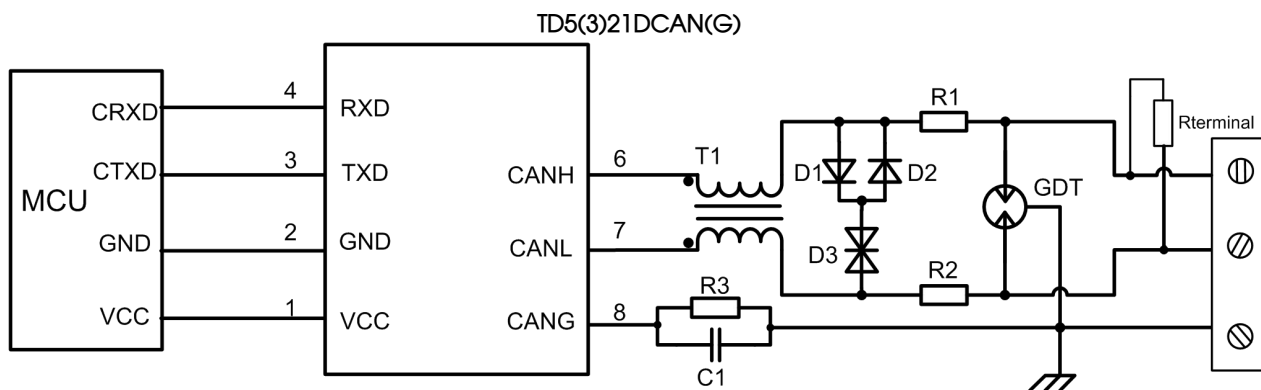 TD5(3)21DCAN(G)
MCU
CRXD
CTXD
GND
VCC
4
3
2
1
RXD
TXD
GND
VCC
CANH
CANL
CANG
6
7
8
T1
D1
D2
D3
R1
R2
R3
C1
GDT
Rterminal